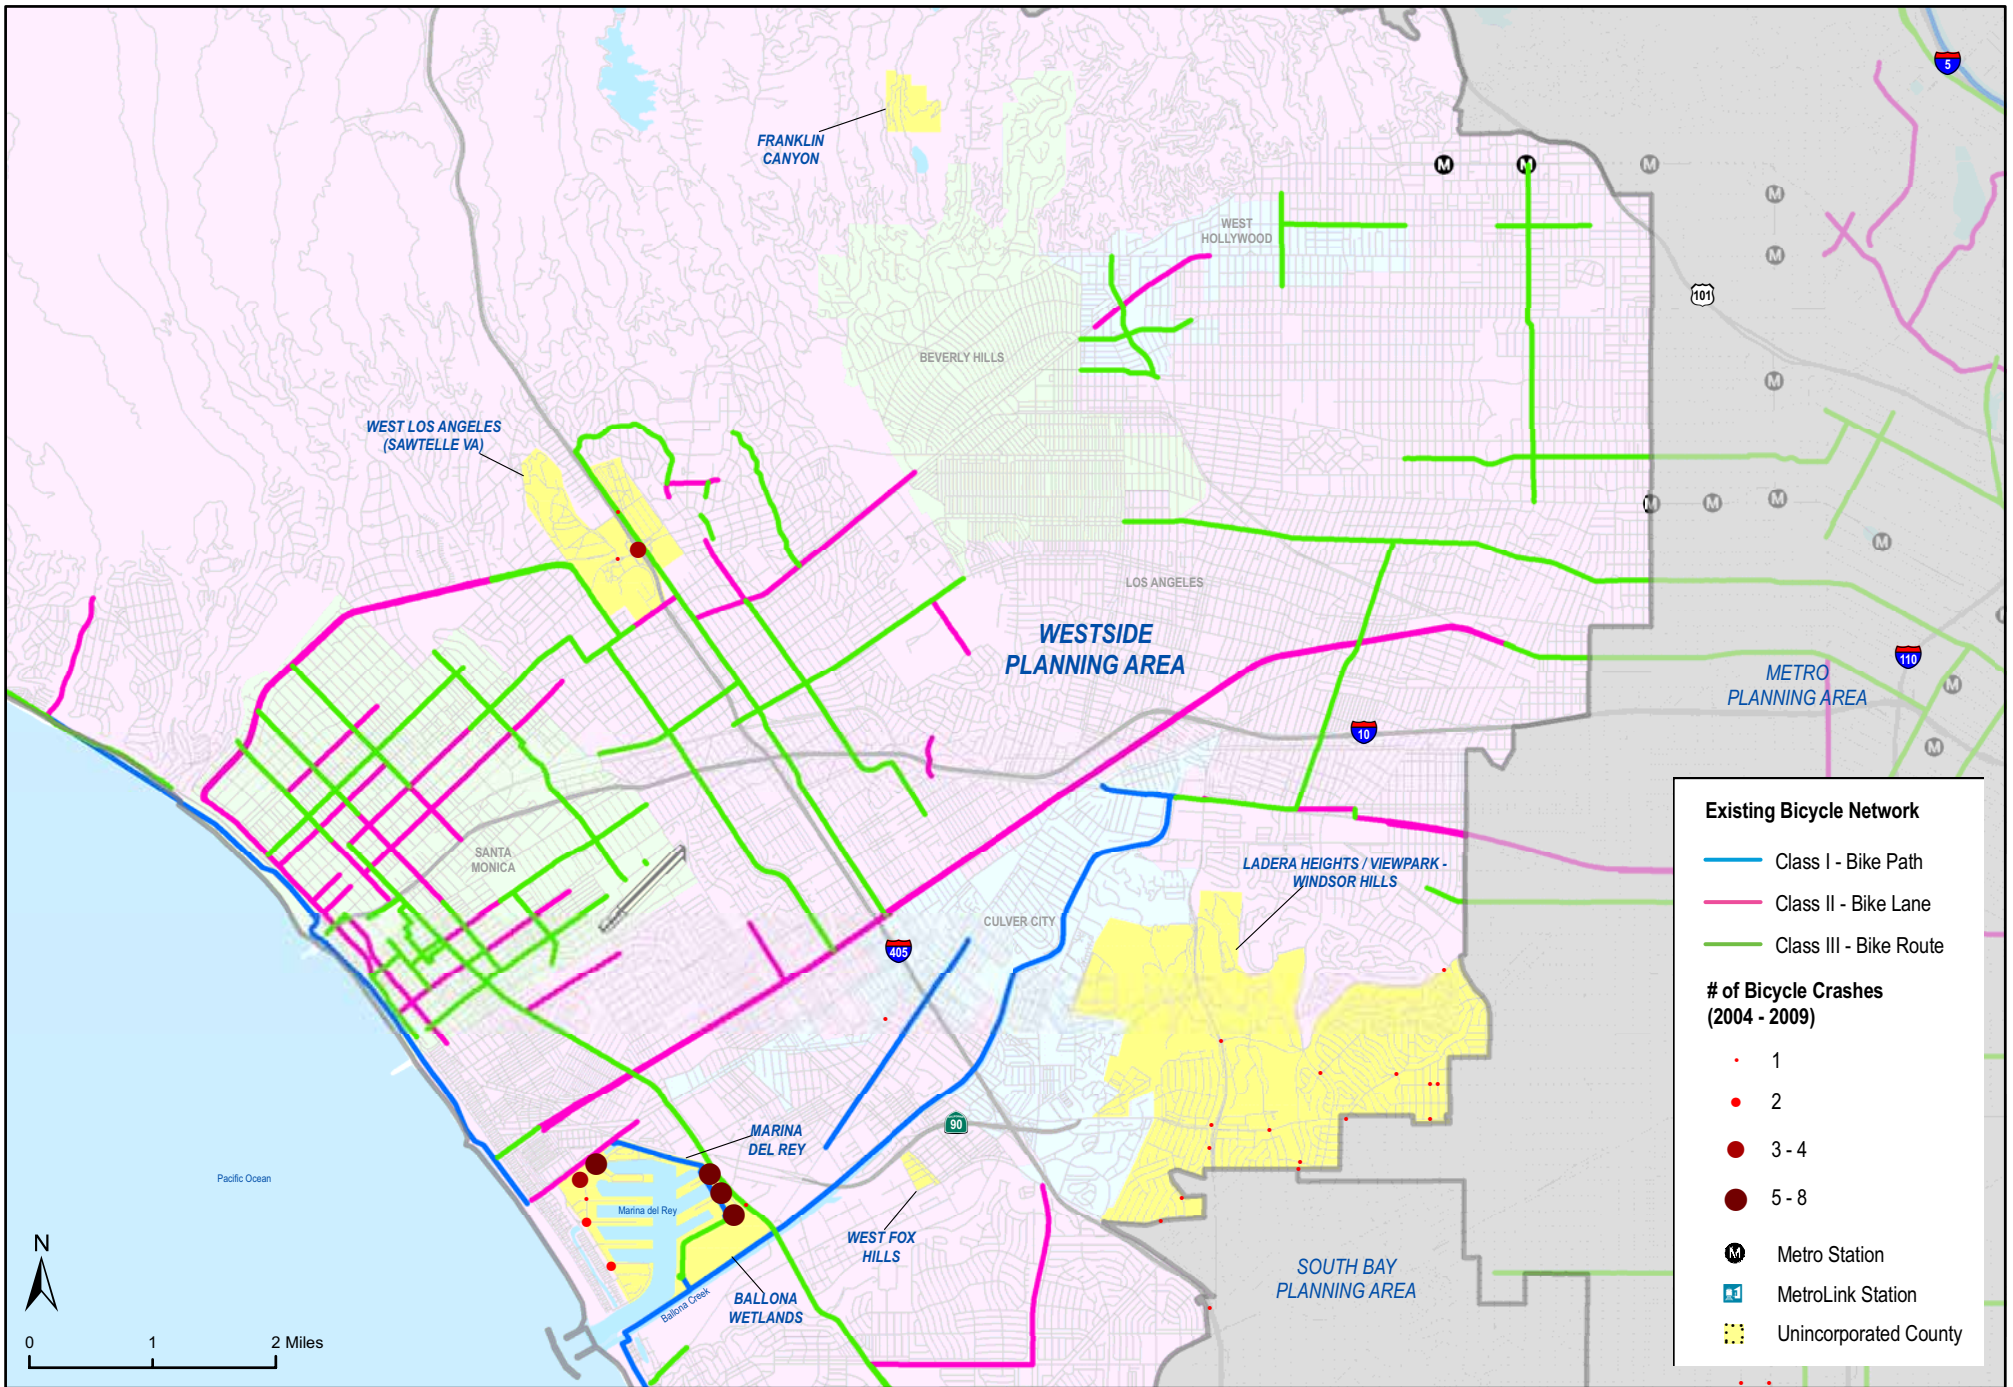 5
FRANKLIN
CANYON
M
M
M
M
WEST
HOLLYWOOD
M
101
BEVERLY HILLS
M
WEST LOS ANGELES
(SAWTELLE VA)
M
M
M
M
LOS ANGELES
WESTSIDE
PLANNING AREA
110
METRO
PLANNING AREA
M
10
M
SANTA
MONICA
LADERA HEIGHTS / VIEWPARK -
WINDSOR HILLS
CULVER CITY
405
90
MARINA
DEL REY
Pacific Ocean
Marina del Rey
WEST FOX
HILLS
BALLONA
WETLANDS
Ballona Creek
SOUTH BAY
PLANNING AREA
Existing Bicycle Network
Class I - Bike Path
Class II - Bike Lane
Class III - Bike Route
# of Bicycle Crashes
(2004 - 2009)
1
2
3 - 4
5 - 8
M Metro Station
MetroLink Station
Unincorporated County
N
0 1 2 Miles